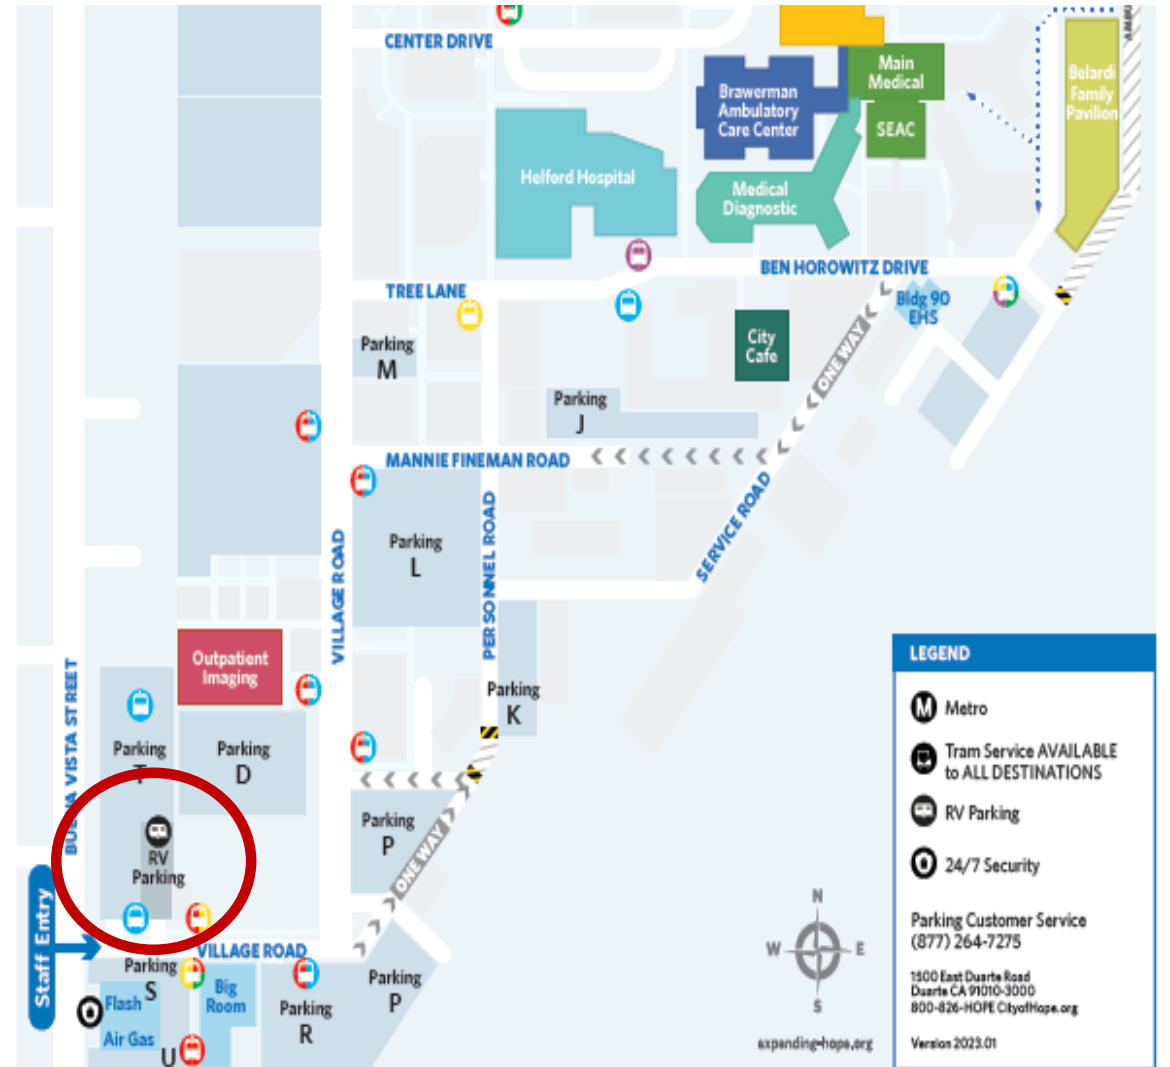 CENTER DRIVE
Main
Medical
Belardi
Family
Pavilion
Brawerman
Ambulatory
Care Center
SEAC
Helford Hospital
Medical
Diagnostic
BEN HOROWITZ DRIVE
TREE LANE
Bldg 90
EHS
City
Cafe
ONE WAY
Parking
M
Parking
J
MANNIE FINEMAN ROAD
SERVICE ROAD
Parking
L
VILLAGE ROAD
PERSONNEL ROAD
Outpatient
Imaging
Parking
K
BUENA VISTA STREET
Parking
T
Parking
D
Parking
P
ONE WAY
RV
Parking
Staff Entry
VILLAGE ROAD
Parking
S
Flash
Air Gas
U
Big
Room
Parking
R
Parking
P
N
W
E
S
expanding-hope.org
LEGEND
M Metro
Tram Service AVAILABLE
to ALL DESTINATIONS
RV Parking
24/7 Security
Parking Customer Service
(877) 264-7275
1500 East Duarte Road
Duarte CA 91010-3000
800-826-HOPE CityofHope.org
Version 2023.01